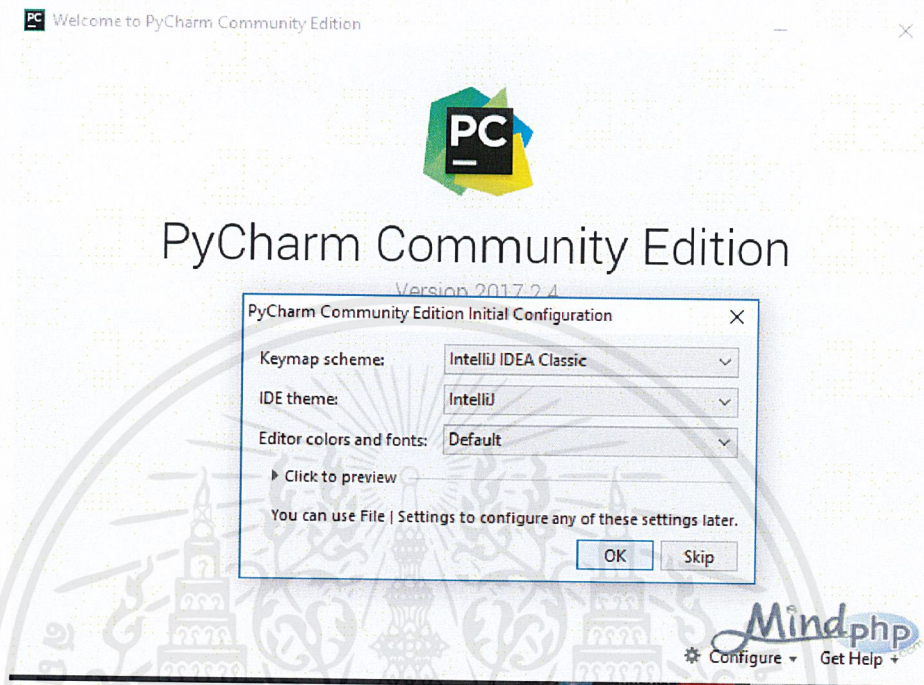 PC Welcome to PyCharm Community Edition
PC
PyCharm Community Edition
Version 2017.2.4
PyCharm Community Edition Initial Configuration
Keymap scheme: IntelliJ IDEA Classic
IDE theme: IntelliJ
Editor colors and fonts: Default
Click to preview
You can use File | Settings to configure any of these settings later.
OK Skip
Mindphp.com
Configure Get Help